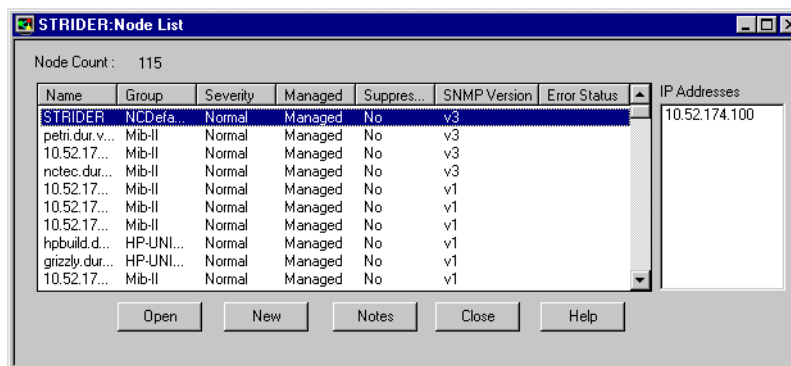 STRIDER:Node List
Node Count : 115
Name Group Severity Managed Suppres... SNMP Version Error Status IP Addresses
STRIDER NCDefa... Normal Managed No v3 10.52.174.100
petri.dur.v... Mib-II Normal Managed No v3
10.52.17... Mib-II Normal Managed No v3
nctec.dur... Mib-II Normal Managed No v3
10.52.17... Mib-II Normal Managed No v1
10.52.17... Mib-II Normal Managed No v1
10.52.17... Mib-II Normal Managed No v1
hpbuild.d... HP-UNI... Normal Managed No v1
grizzly.dur... HP-UNI... Normal Managed No v1
10.52.17... Mib-II Normal Managed No v1
Open New Notes Close Help